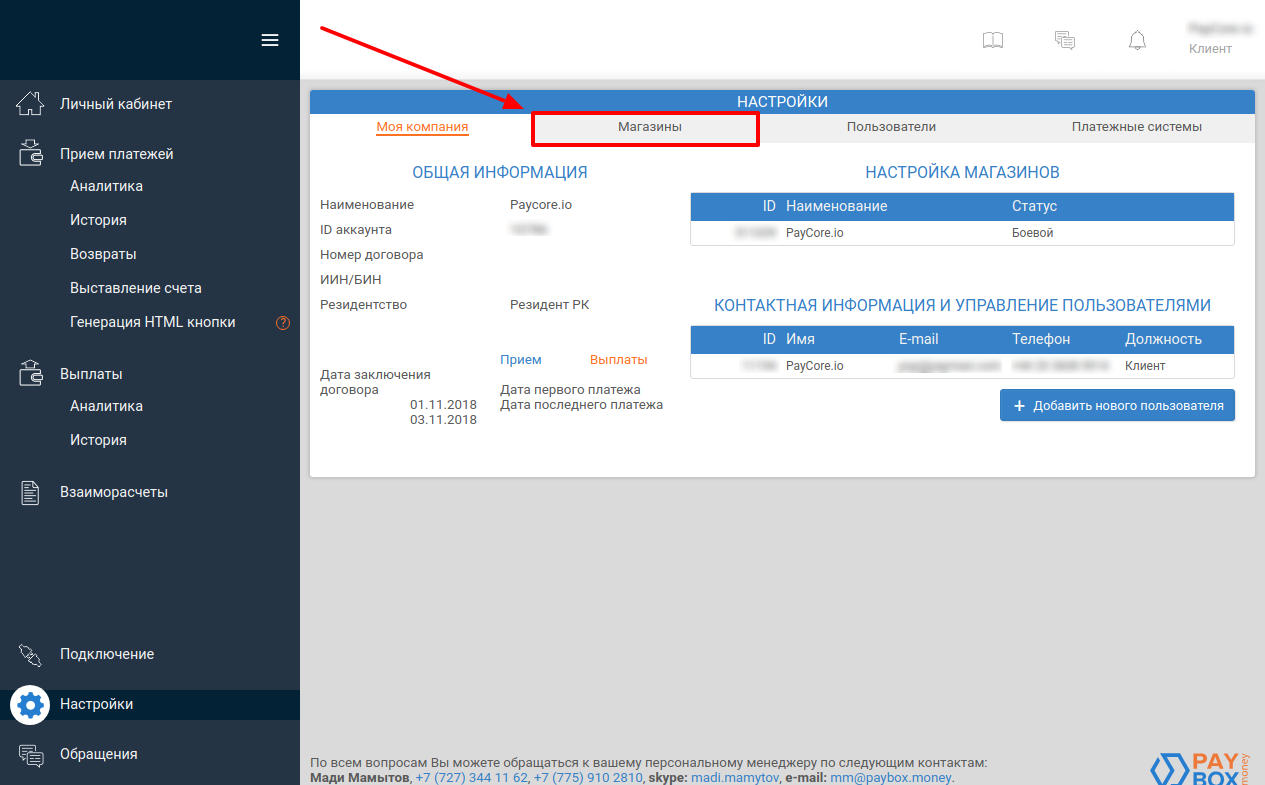 Клиент
Личный кабинет
Прием платежей
Аналитика
История
Возвраты
Выставление счета
Генерация HTML кнопки ?
Выплаты
Аналитика
История
Взаиморасчеты
Подключение
Настройки
Обращения
НАСТРОЙКИ
Моя компания Магазины Пользователи Платежные системы
ОБЩАЯ ИНФОРМАЦИЯ
Наименование Paycore.io
ID аккаунта
Номер договора
ИИН/БИН
Резидентство Резидент РК
Прием Выплаты
Дата заключения
договора
01.11.2018
03.11.2018
Дата первого платежа
Дата последнего платежа
НАСТРОЙКА МАГАЗИНОВ
ID Наименование Статус
PayCore.io Боевой
КОНТАКТНАЯ ИНФОРМАЦИЯ И УПРАВЛЕНИЕ ПОЛЬЗОВАТЕЛЯМИ
ID Имя E-mail Телефон Должность
PayCore.io Клиент
+ Добавить нового пользователя
По всем вопросам Вы можете обращаться к вашему персональному менеджеру по следующим контактам:
Мади Мамытов, +7 (727) 344 11 62, +7 (775) 910 2810, skype: madi.mamytov, e-mail: mm@paybox.money.
PAY
BOX
money